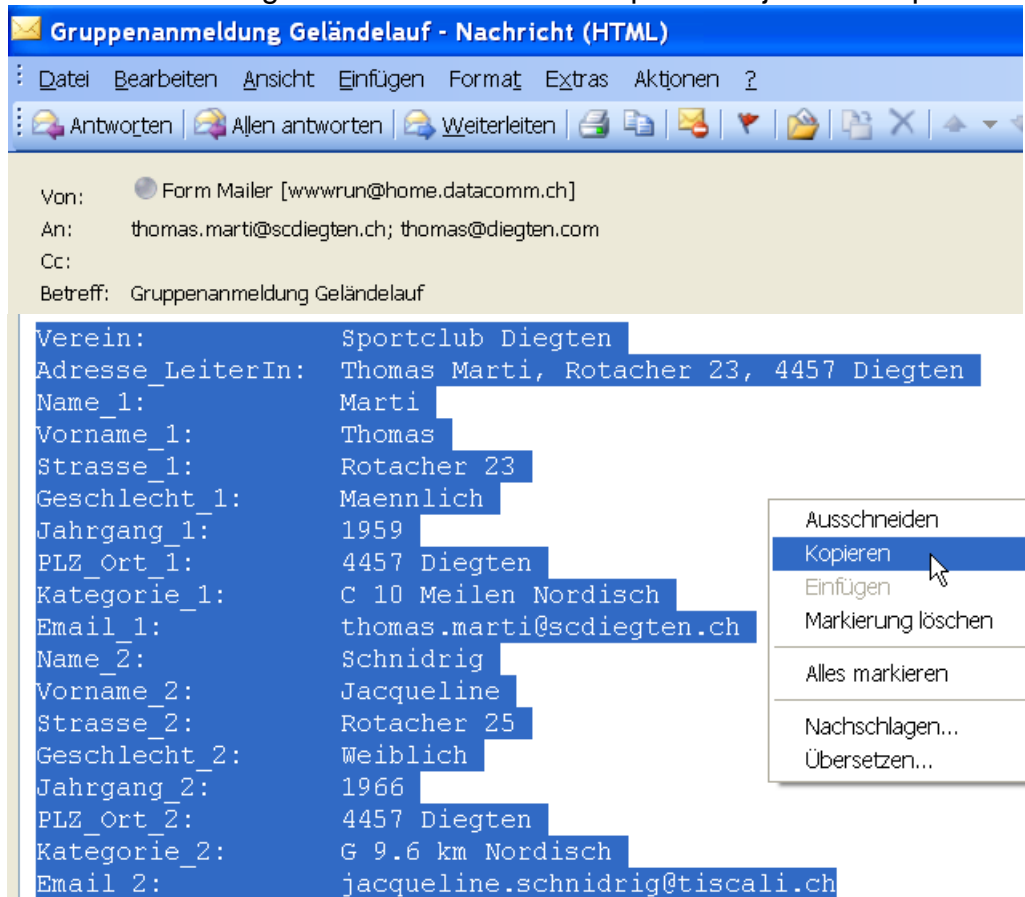 Gruppenanmeldung Geländelauf - Nachricht (HTML)
Datei Bearbeiten Ansicht Einfügen Format Extras Aktionen ?
Antworten Allen antworten Weiterleiten
Von: Form Mailer [wwwrun@home.datacomm.ch]
An: thomas.marti@scdiegten.ch; thomas@diegten.com
Cc:
Betreff: Gruppenanmeldung Geländelauf
Verein: Sportclub Diegten
Adresse_LeiterIn: Thomas Marti, Rotacher 23, 4457 Diegten
Name_1: Marti
Vorname_1: Thomas
Strasse_1: Rotacher 23
Geschlecht_1: Maennlich
Jahrgang_1: 1959
PLZ_Ort_1: 4457 Diegten
Kategorie_1: C 10 Meilen Nordisch
Email_1: thomas.marti@scdiegten.ch
Name_2: Schnidrig
Vorname_2: Jacqueline
Strasse_2: Rotacher 25
Geschlecht_2: Weiblich
Jahrgang_2: 1966
PLZ_Ort_2: 4457 Diegten
Kategorie_2: G 9.6 km Nordisch
Email_2: jacqueline.schnidrig@tiscali.ch
Ausschneiden
Kopieren
Einfügen
Markierung löschen
Alles markieren
Nachschlagen...
Übersetzen...